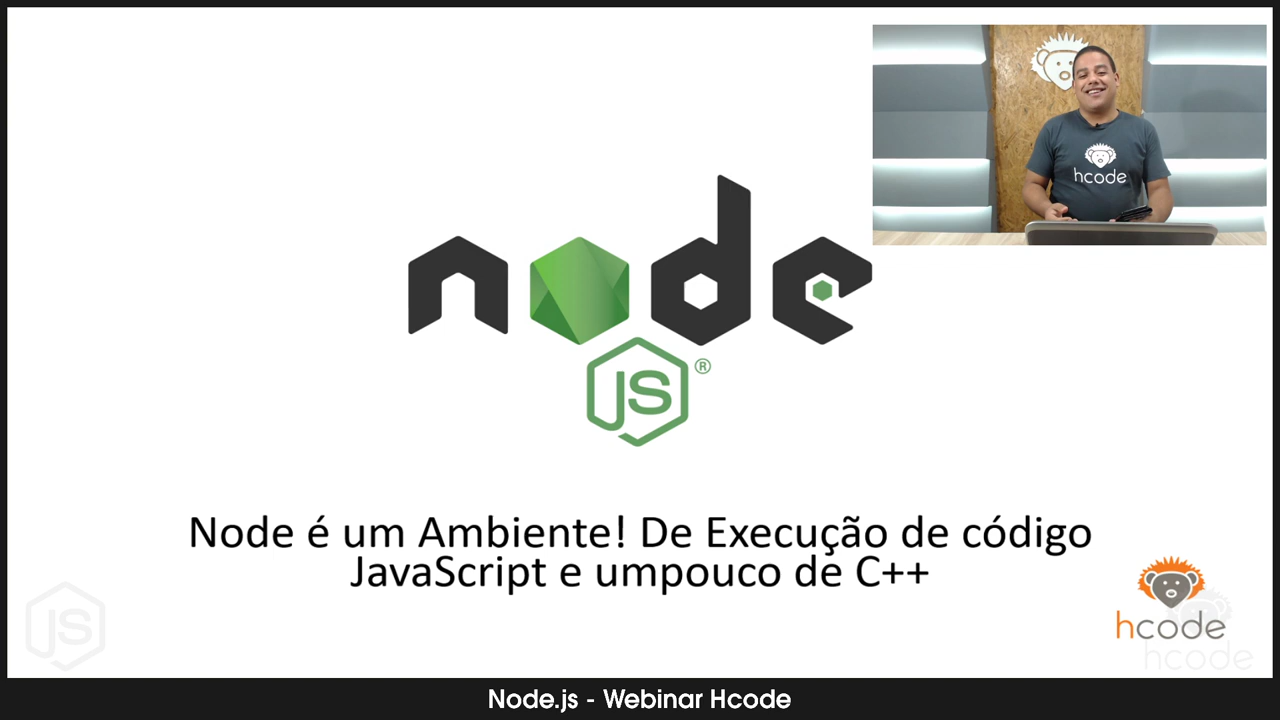 hcode
node
JS®
Node é um Ambiente! De Execução de código
JavaScript e umpouco de C++
JS
hcode
hcode
Node.js - Webinar Hcode